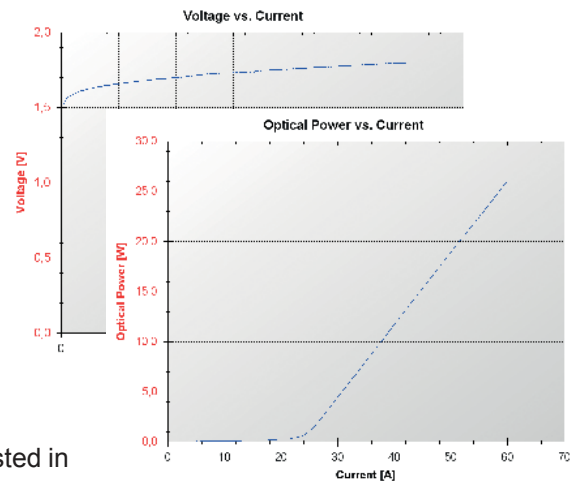 Voltage vs. Current
2,0
1,5
1,0
0,5
0,0
Voltage [V]
0
Optical Power vs. Current
30,0
25,0
20,0
15,0
10,0
5,0
0,0
Optical Power [W]
0 10 20 30 40 50 60 70
Current [A]
sted in